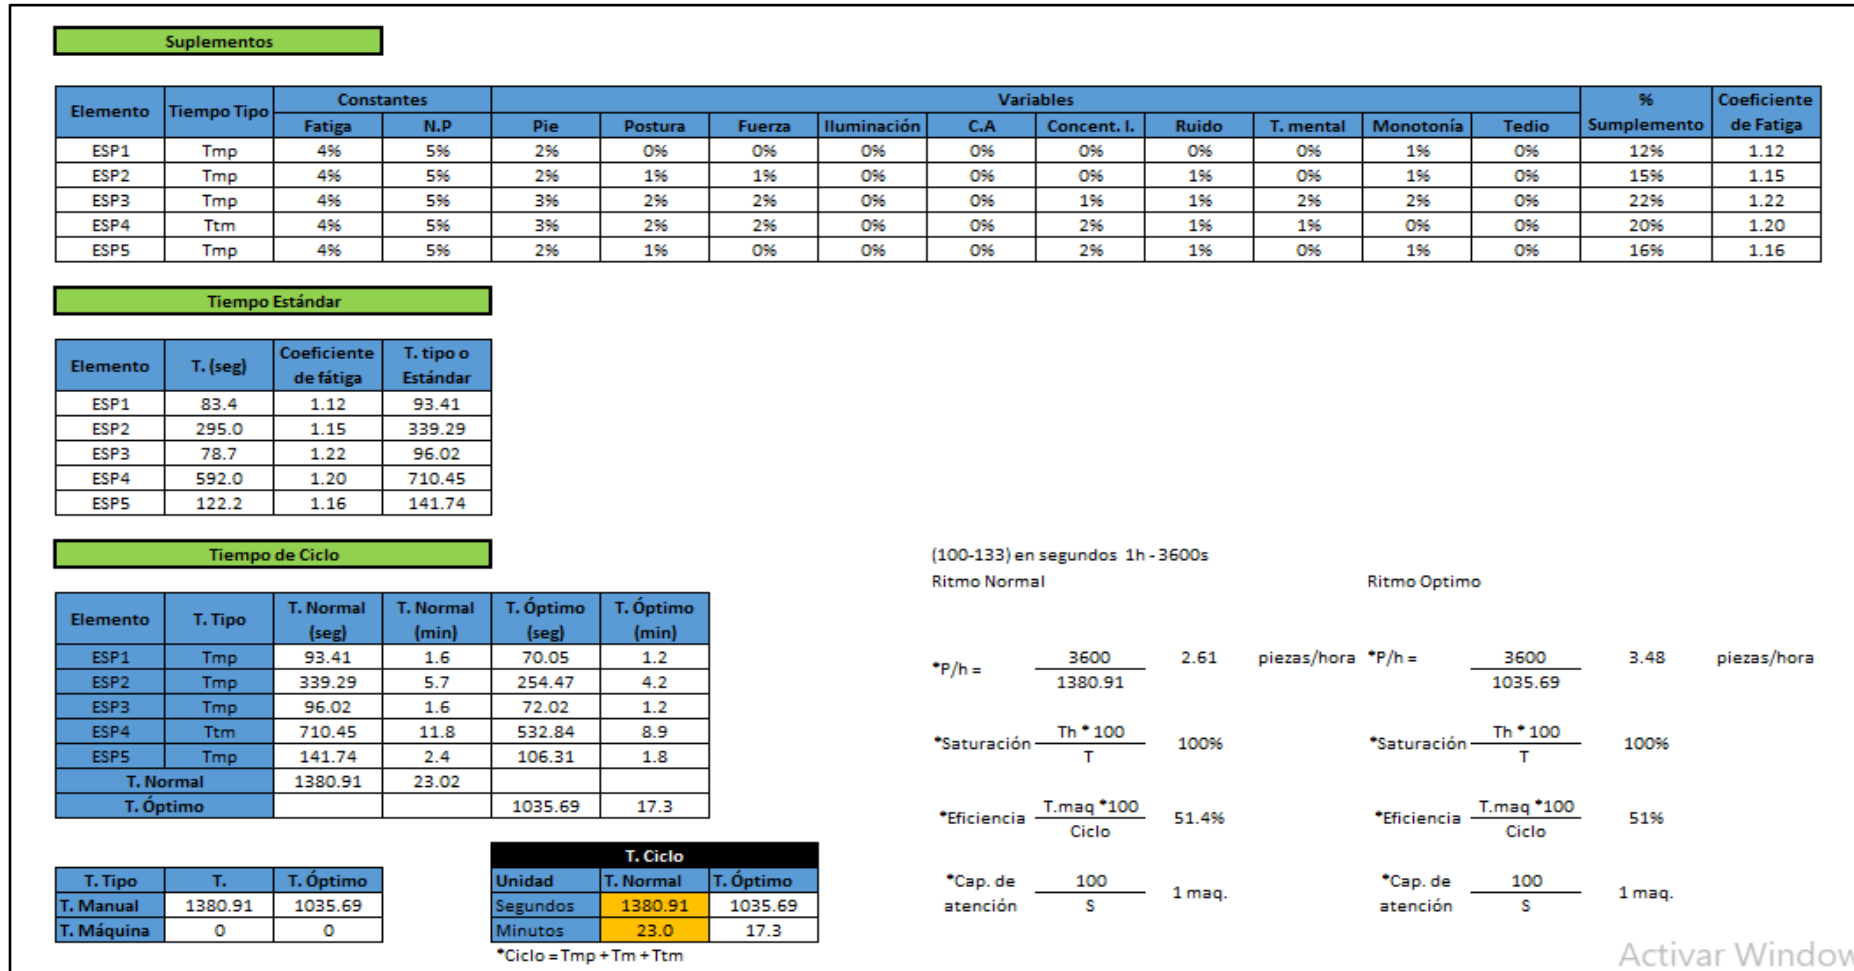 Suplementos
Elemento Tiempo Tipo Constantes Variables % Sumplemento Coeficiente de Fatiga
Fatiga N.P Pie Postura Fuerza Iluminación C.A Concent. I. Ruido T. mental Monotonía Tedio
ESP1 Tmp 4% 5% 2% 0% 0% 0% 0% 0% 0% 0% 1% 0% 12% 1.12
ESP2 Tmp 4% 5% 2% 1% 1% 0% 0% 0% 1% 0% 1% 0% 15% 1.15
ESP3 Tmp 4% 5% 3% 2% 2% 0% 0% 1% 1% 2% 2% 0% 22% 1.22
ESP4 Ttm 4% 5% 3% 2% 2% 0% 0% 2% 1% 1% 0% 0% 20% 1.20
ESP5 Tmp 4% 5% 2% 1% 0% 0% 0% 2% 1% 0% 1% 0% 16% 1.16
Tiempo Estándar
Elemento T. (seg) Coeficiente de fátiga T. tipo o Estándar
ESP1 83.4 1.12 93.41
ESP2 295.0 1.15 339.29
ESP3 78.7 1.22 96.02
ESP4 592.0 1.20 710.45
ESP5 122.2 1.16 141.74
Tiempo de Ciclo
Elemento T. Tipo T. Normal (seg) T. Normal (min) T. Óptimo (seg) T. Óptimo (min)
ESP1 Tmp 93.41 1.6 70.05 1.2
ESP2 Tmp 339.29 5.7 254.47 4.2
ESP3 Tmp 96.02 1.6 72.02 1.2
ESP4 Ttm 710.45 11.8 532.84 8.9
ESP5 Tmp 141.74 2.4 106.31 1.8
T. Normal 1380.91 23.02
T. Óptimo 1035.69 17.3
T. Tipo T. T. Óptimo
T. Manual 1380.91 1035.69
T. Máquina 0 0
T. Ciclo
Unidad T. Normal T. Óptimo
Segundos 1380.91 1035.69
Minutos 23.0 17.3
*Ciclo = Tmp + Tm + Ttm
(100-133) en segundos 1h - 3600s
Ritmo Normal
*P/h = 3600 2.61 piezas/hora
1380.91
*Saturación Th * 100 100%
T
*Eficiencia T.maq *100 51.4%
Ciclo
*Cap. de atención 100 1 maq.
S
Ritmo Optimo
*P/h = 3600 3.48 piezas/hora
1035.69
*Saturación Th * 100 100%
T
*Eficiencia T.maq *100 51%
Ciclo
*Cap. de atención 100 1 maq.
S
Activar Window